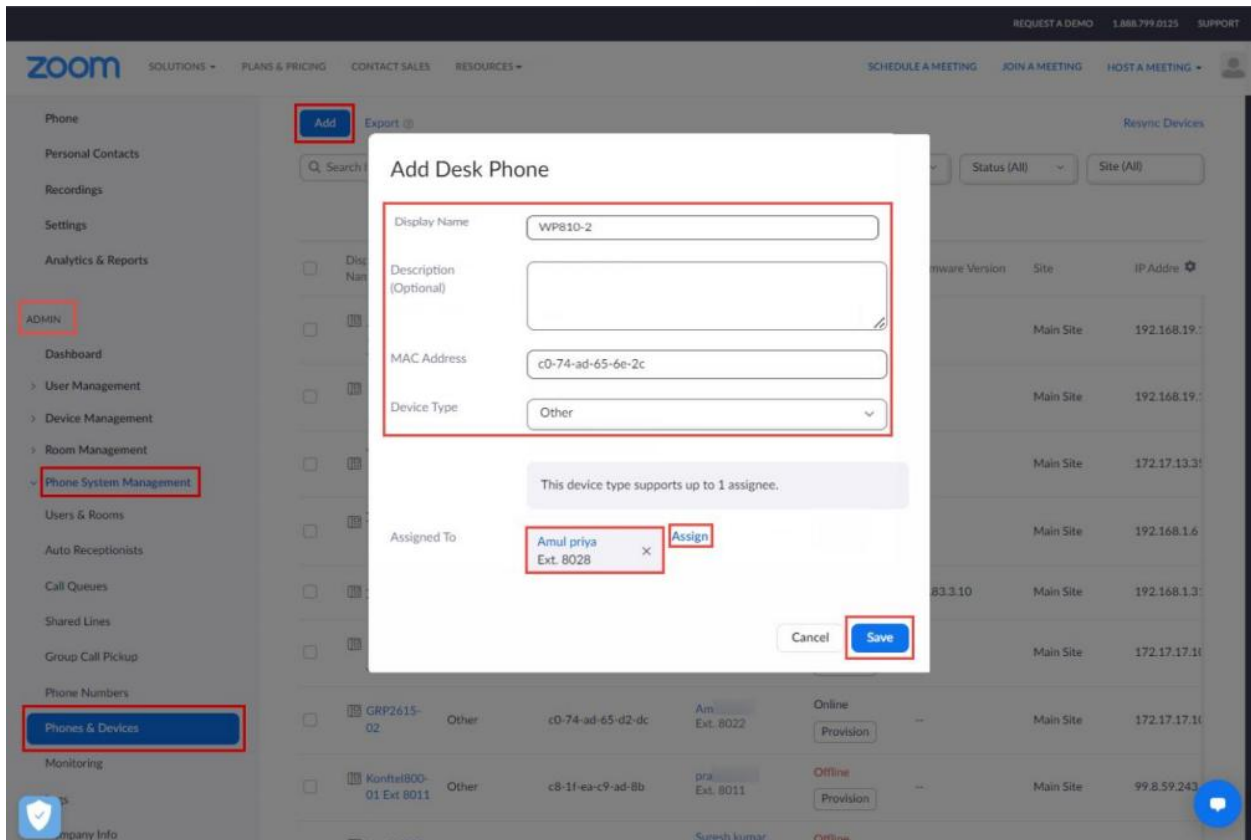 REQUEST A DEMO 1.888.799.0125 SUPPORT
zoom SOLUTIONS PLANS & PRICING CONTACT SALES RESOURCES SCHEDULE A MEETING JOIN A MEETING HOST A MEETING
Phone
Personal Contacts
Recordings
Settings
Analytics & Reports
ADMIN
Dashboard
User Management
Device Management
Room Management
Phone System Management
Users & Rooms
Auto Receptionists
Call Queues
Shared Lines
Group Call Pickup
Phone Numbers
Phones & Devices
Monitoring
Add Export Resync Devices
Search Status (All) Site (All)
Site IP Addre
Main Site 192.168.19.
Main Site 192.168.19.
Main Site 172.17.13.3
Main Site 192.168.1.6
83.3.10 Main Site 192.168.1.3
Main Site 172.17.17.1
Add Desk Phone
Display Name WP810-2
Description
(Optional)
MAC Address c0-74-ad-65-6e-2c
Device Type Other
This device type supports up to 1 assignee.
Assigned To Amul priya Assign
Ext. 8028
Cancel Save
GRP2615- Other c0-74-ad-65-d2-dc Am Online -- Main Site 172.17.17.1
02 Ext. 8022 Provision
Konftel800- Other c8-1f-ea-c9-ad-8b pra Offline -- Main Site 99.8.59.243
01 Ext 8011 Ext. 8011 Provision
Suresh kumar Offline